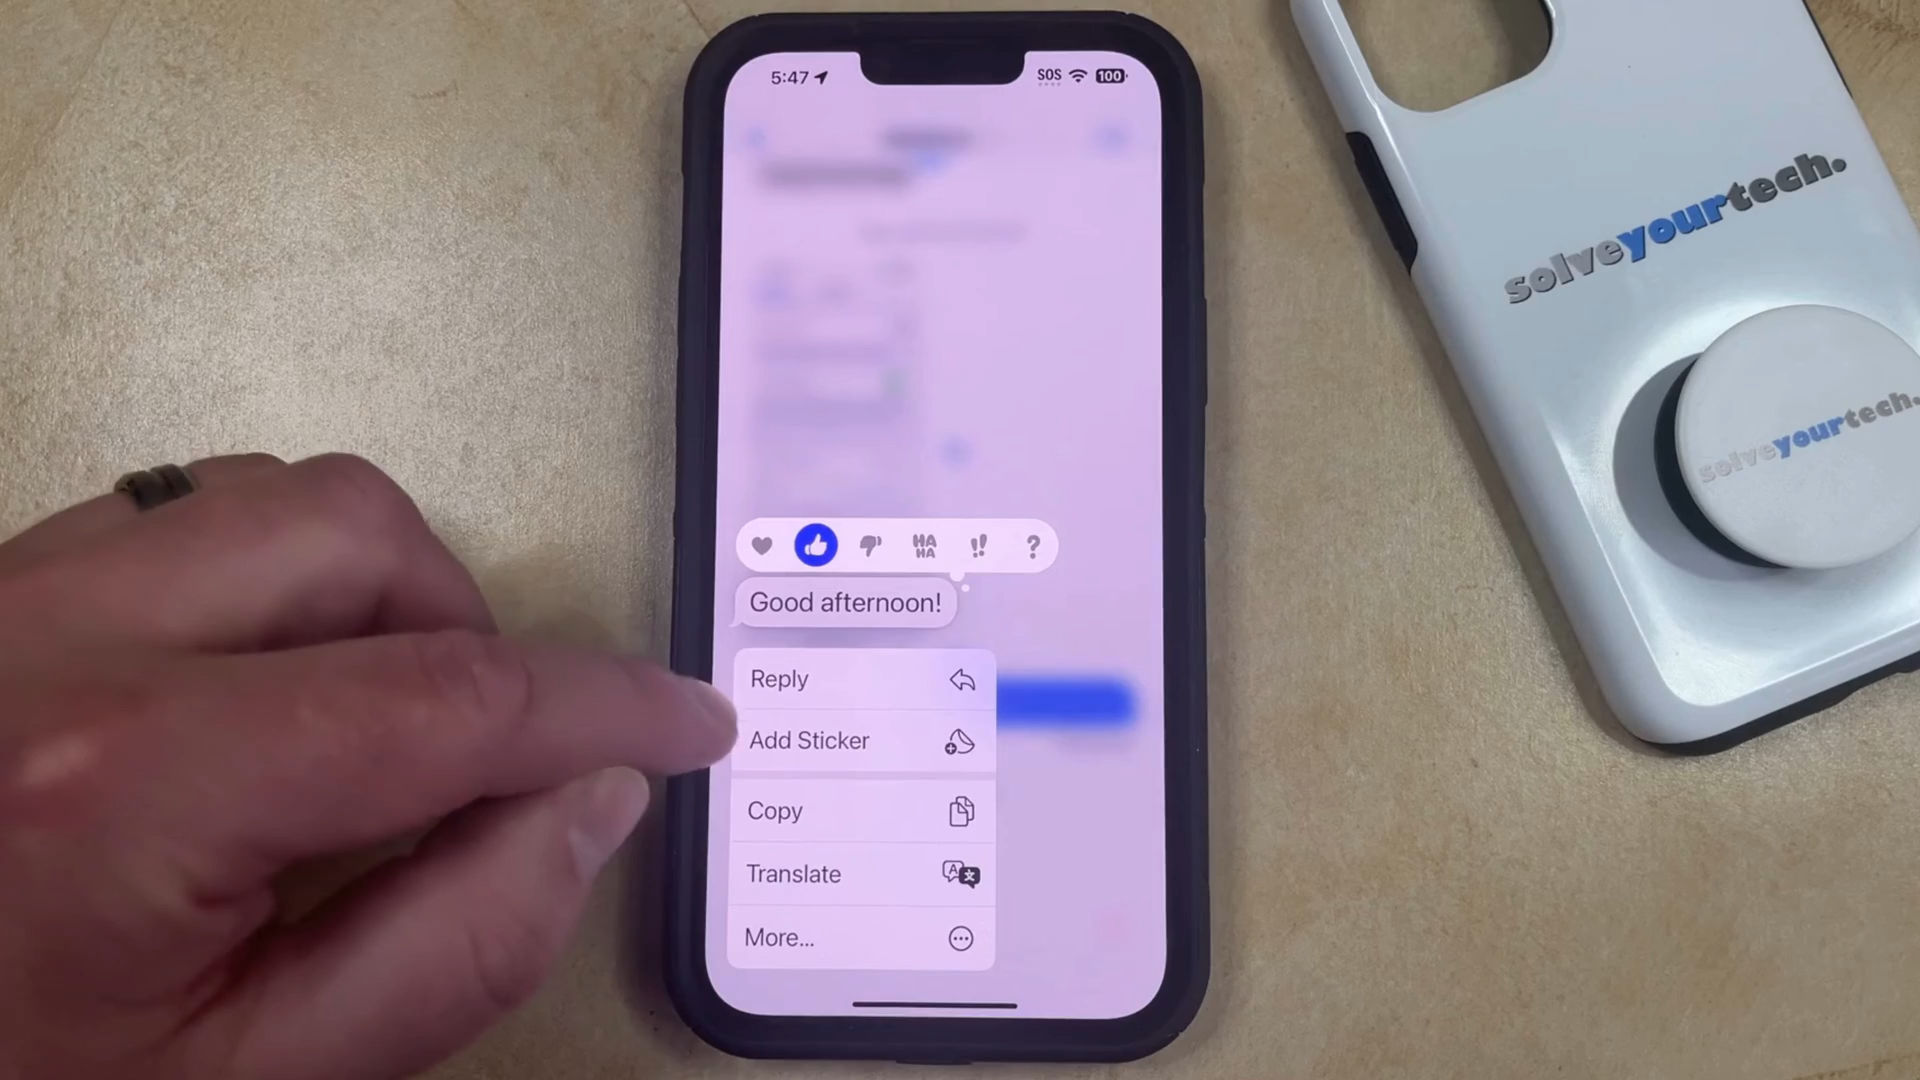 5:47
SOS
100
solveyourtech.
solveyourtech.
HA
HA
!!
?
Good afternoon!
Reply
Add Sticker
Copy
Translate
More...